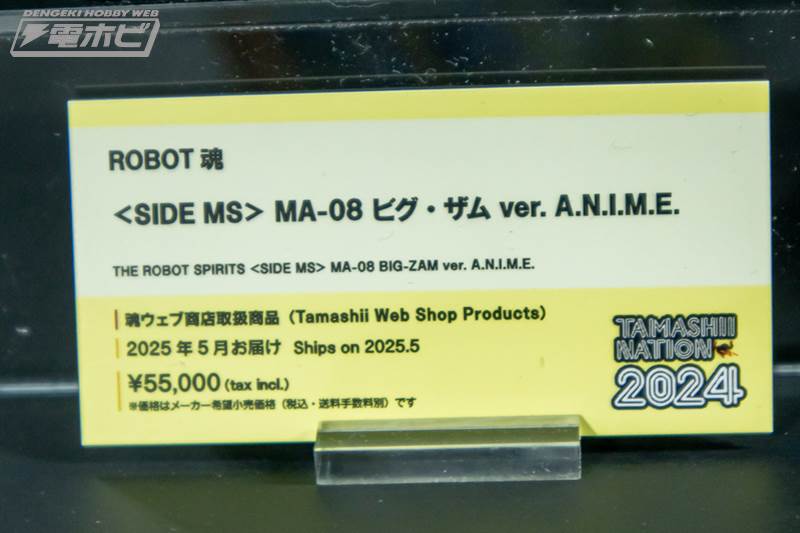 DENGEKI HOBBY WEB
電ホビ
ROBOT 魂
<SIDE MS> MA-08 ビグ・ザム ver. A.N.I.M.E.
THE ROBOT SPIRITS <SIDE MS> MA-08 BIG-ZAM ver. A.N.I.M.E.
魂ウェブ商店取扱商品（Tamashii Web Shop Products）
2025年5月お届け Ships on 2025.5
¥55,000 (tax incl.)
※価格はメーカー希望小売価格（税込・送料手数料別）です
TAMASHII
NATION
2024